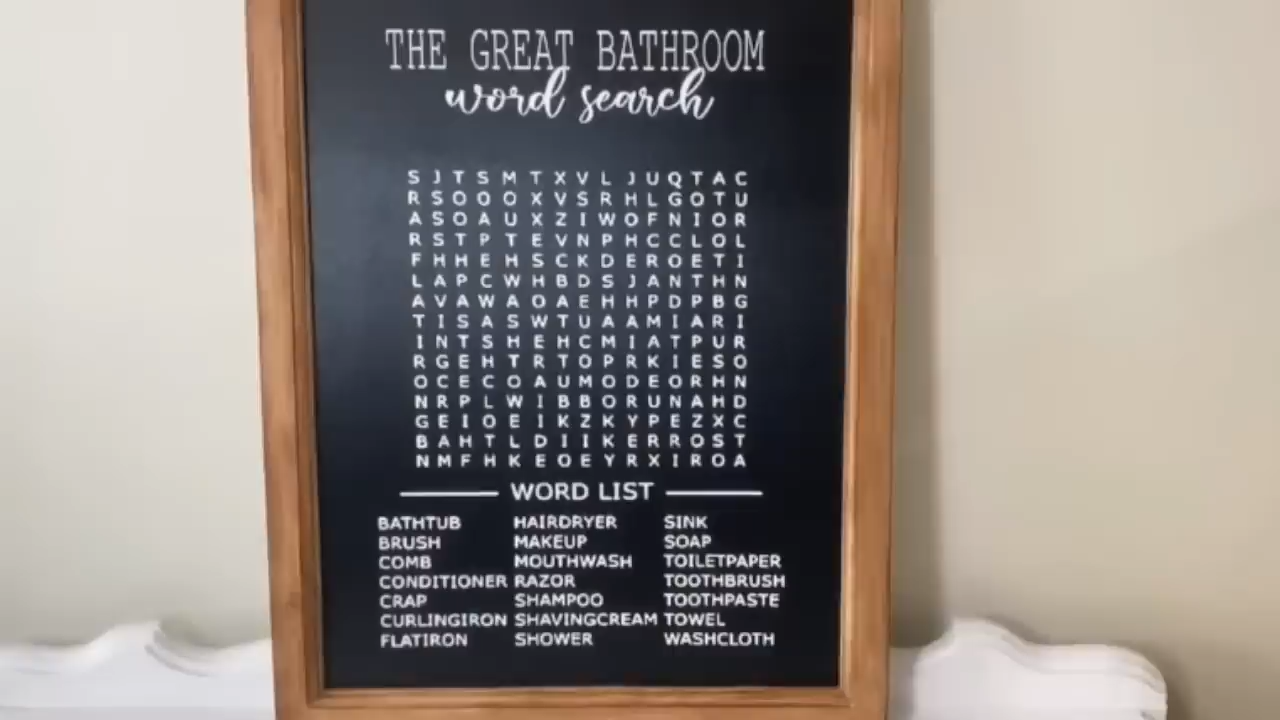 THE GREAT BATHROOM
word search
S J T S M T X V L J U Q T A C
R S O O O X V S R H L G O T U
A S O A U X Z I W O F N I O R
R S T P T E V N P H C C L O L
F H H E H S C K D E R O E T I
L A P C W H B D S J A N T H N
A V A W A O A E H H P D P B G
T I S A S W T U A A M I A R I
I N T S H E H C M I A T P U R
R G E H T R T O P R K I E S O
O C E C O A U M O D E O R H N
N R P L W I B B O R U N A H D
G E I O E I K Z K Y P E Z X C
B A H T L D I I K E R R O S T
N M F H K E O E Y R X I R O A
WORD LIST
BATHTUB HAIRDRYER SINK
BRUSH MAKEUP SOAP
COMB MOUTHWASH TOILETPAPER
CONDITIONER RAZOR TOOTHBRUSH
CRAP SHAMPOO TOOTHPASTE
CURLINGIRON SHAVINGCREAM TOWEL
FLATIRON SHOWER WASHCLOTH